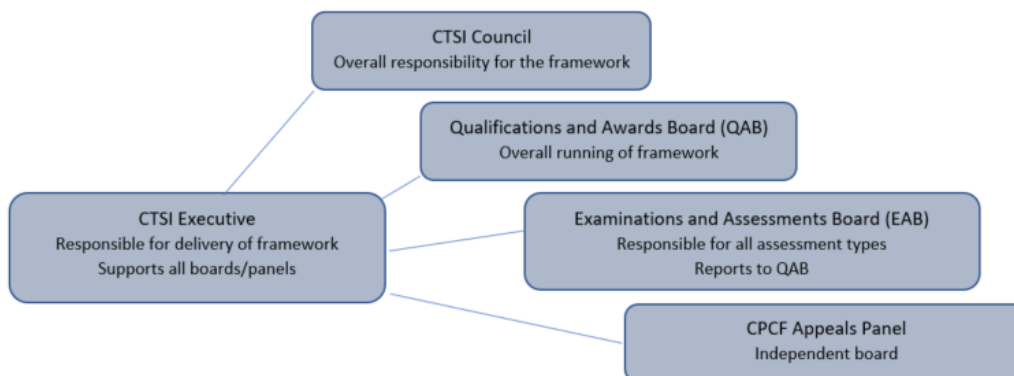 CTSI Council
Overall responsibility for the framework
Qualifications and Awards Board (QAB)
Overall running of framework
CTSI Executive
Responsible for delivery of framework
Supports all boards/panels
Examinations and Assessments Board (EAB)
Responsible for all assessment types
Reports to QAB
CPCF Appeals Panel
Independent board